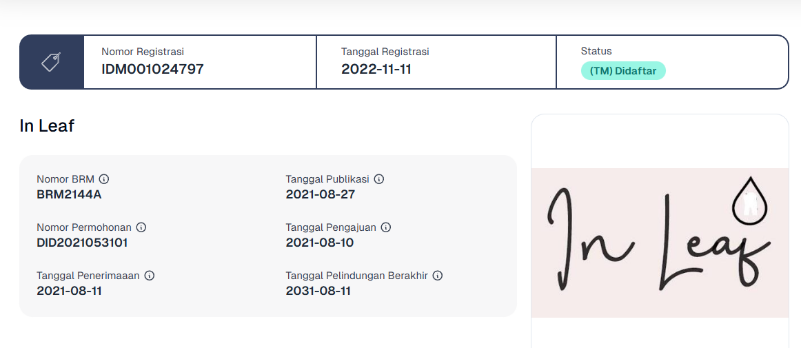 Nomor Registrasi
IDM001024797
Tanggal Registrasi
2022-11-11
Status
(TM) Didaftar
In Leaf
Nomor BRM
BRM2144A
Tanggal Publikasi
2021-08-27
Nomor Permohonan
DID2021053101
Tanggal Pengajuan
2021-08-10
Tanggal Penerimaaan
2021-08-11
Tanggal Pelindungan Berakhir
2031-08-11
In Leaf